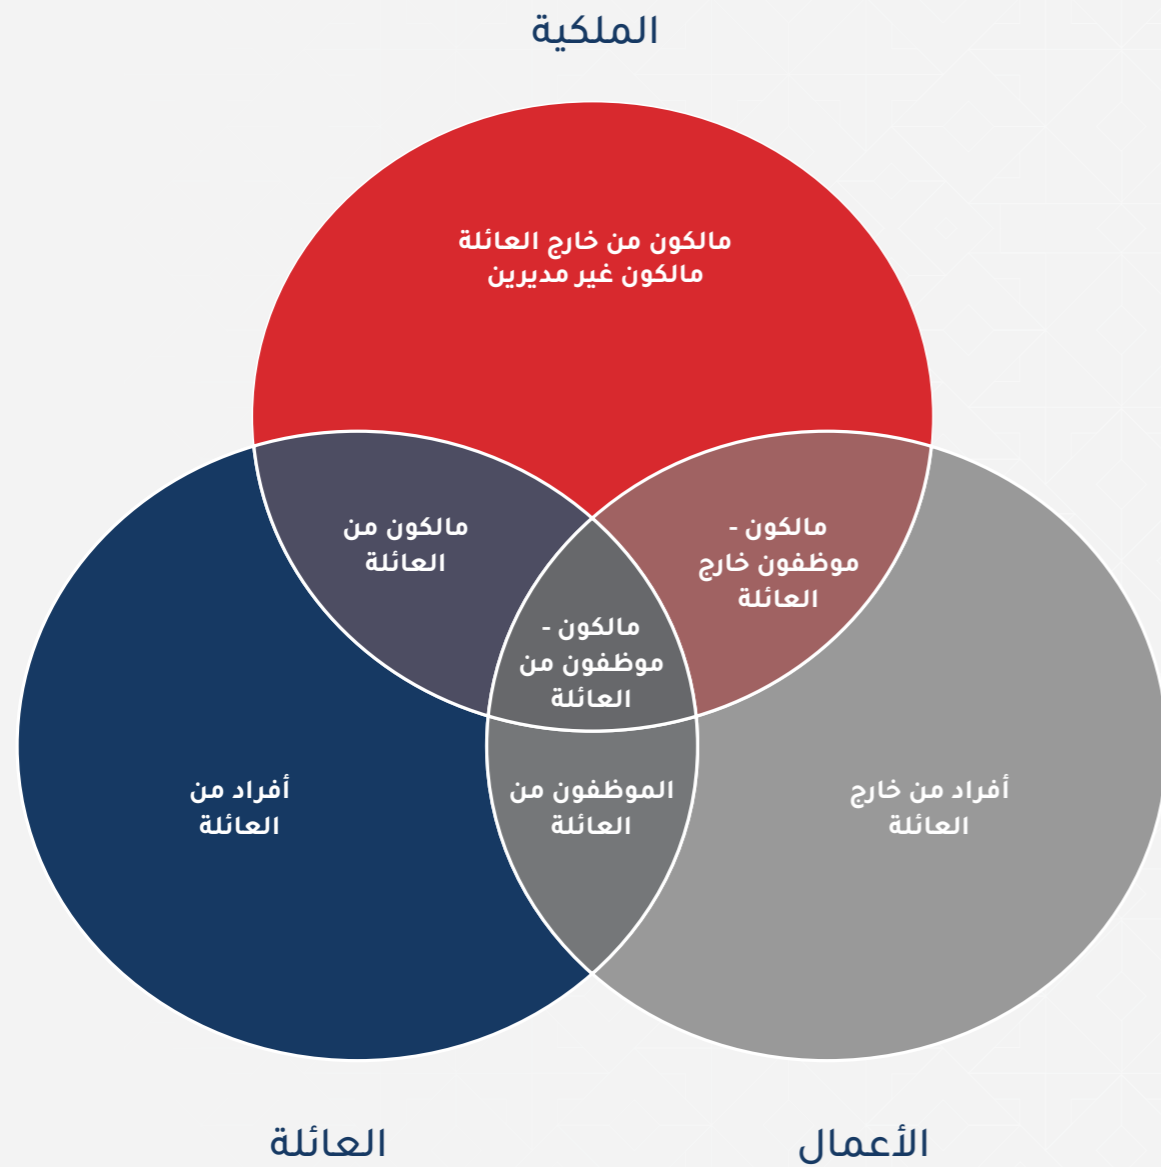 الملكية
مالكون من خارج العائلة
مالكون غير مديرين
مالكون -
موظفون خارج
العائلة
مالكون من
العائلة
مالكون -
موظفون من
العائلة
أفراد من خارج
العائلة
الموظفون من
العائلة
أفراد من
العائلة
الأعمال
العائلة